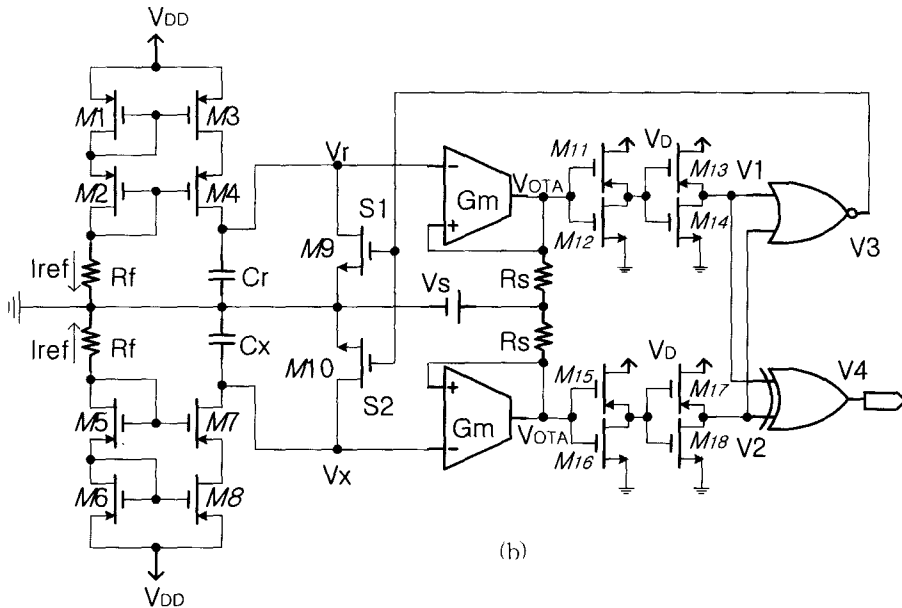 VDD
M1
M3
M2
M4
Iref
Rf
Cr
Iref
Rf
Cx
M5
M7
M6
M8
VDD
Vr
S1
M9
Vs
M10
S2
Vx
Gm
VOTA
Rs
Rs
Gm
VOTA
M11
VD
M13
M12
M14
V1
V3
M15
VD
M17
M16
M18
V2
V4
(b)